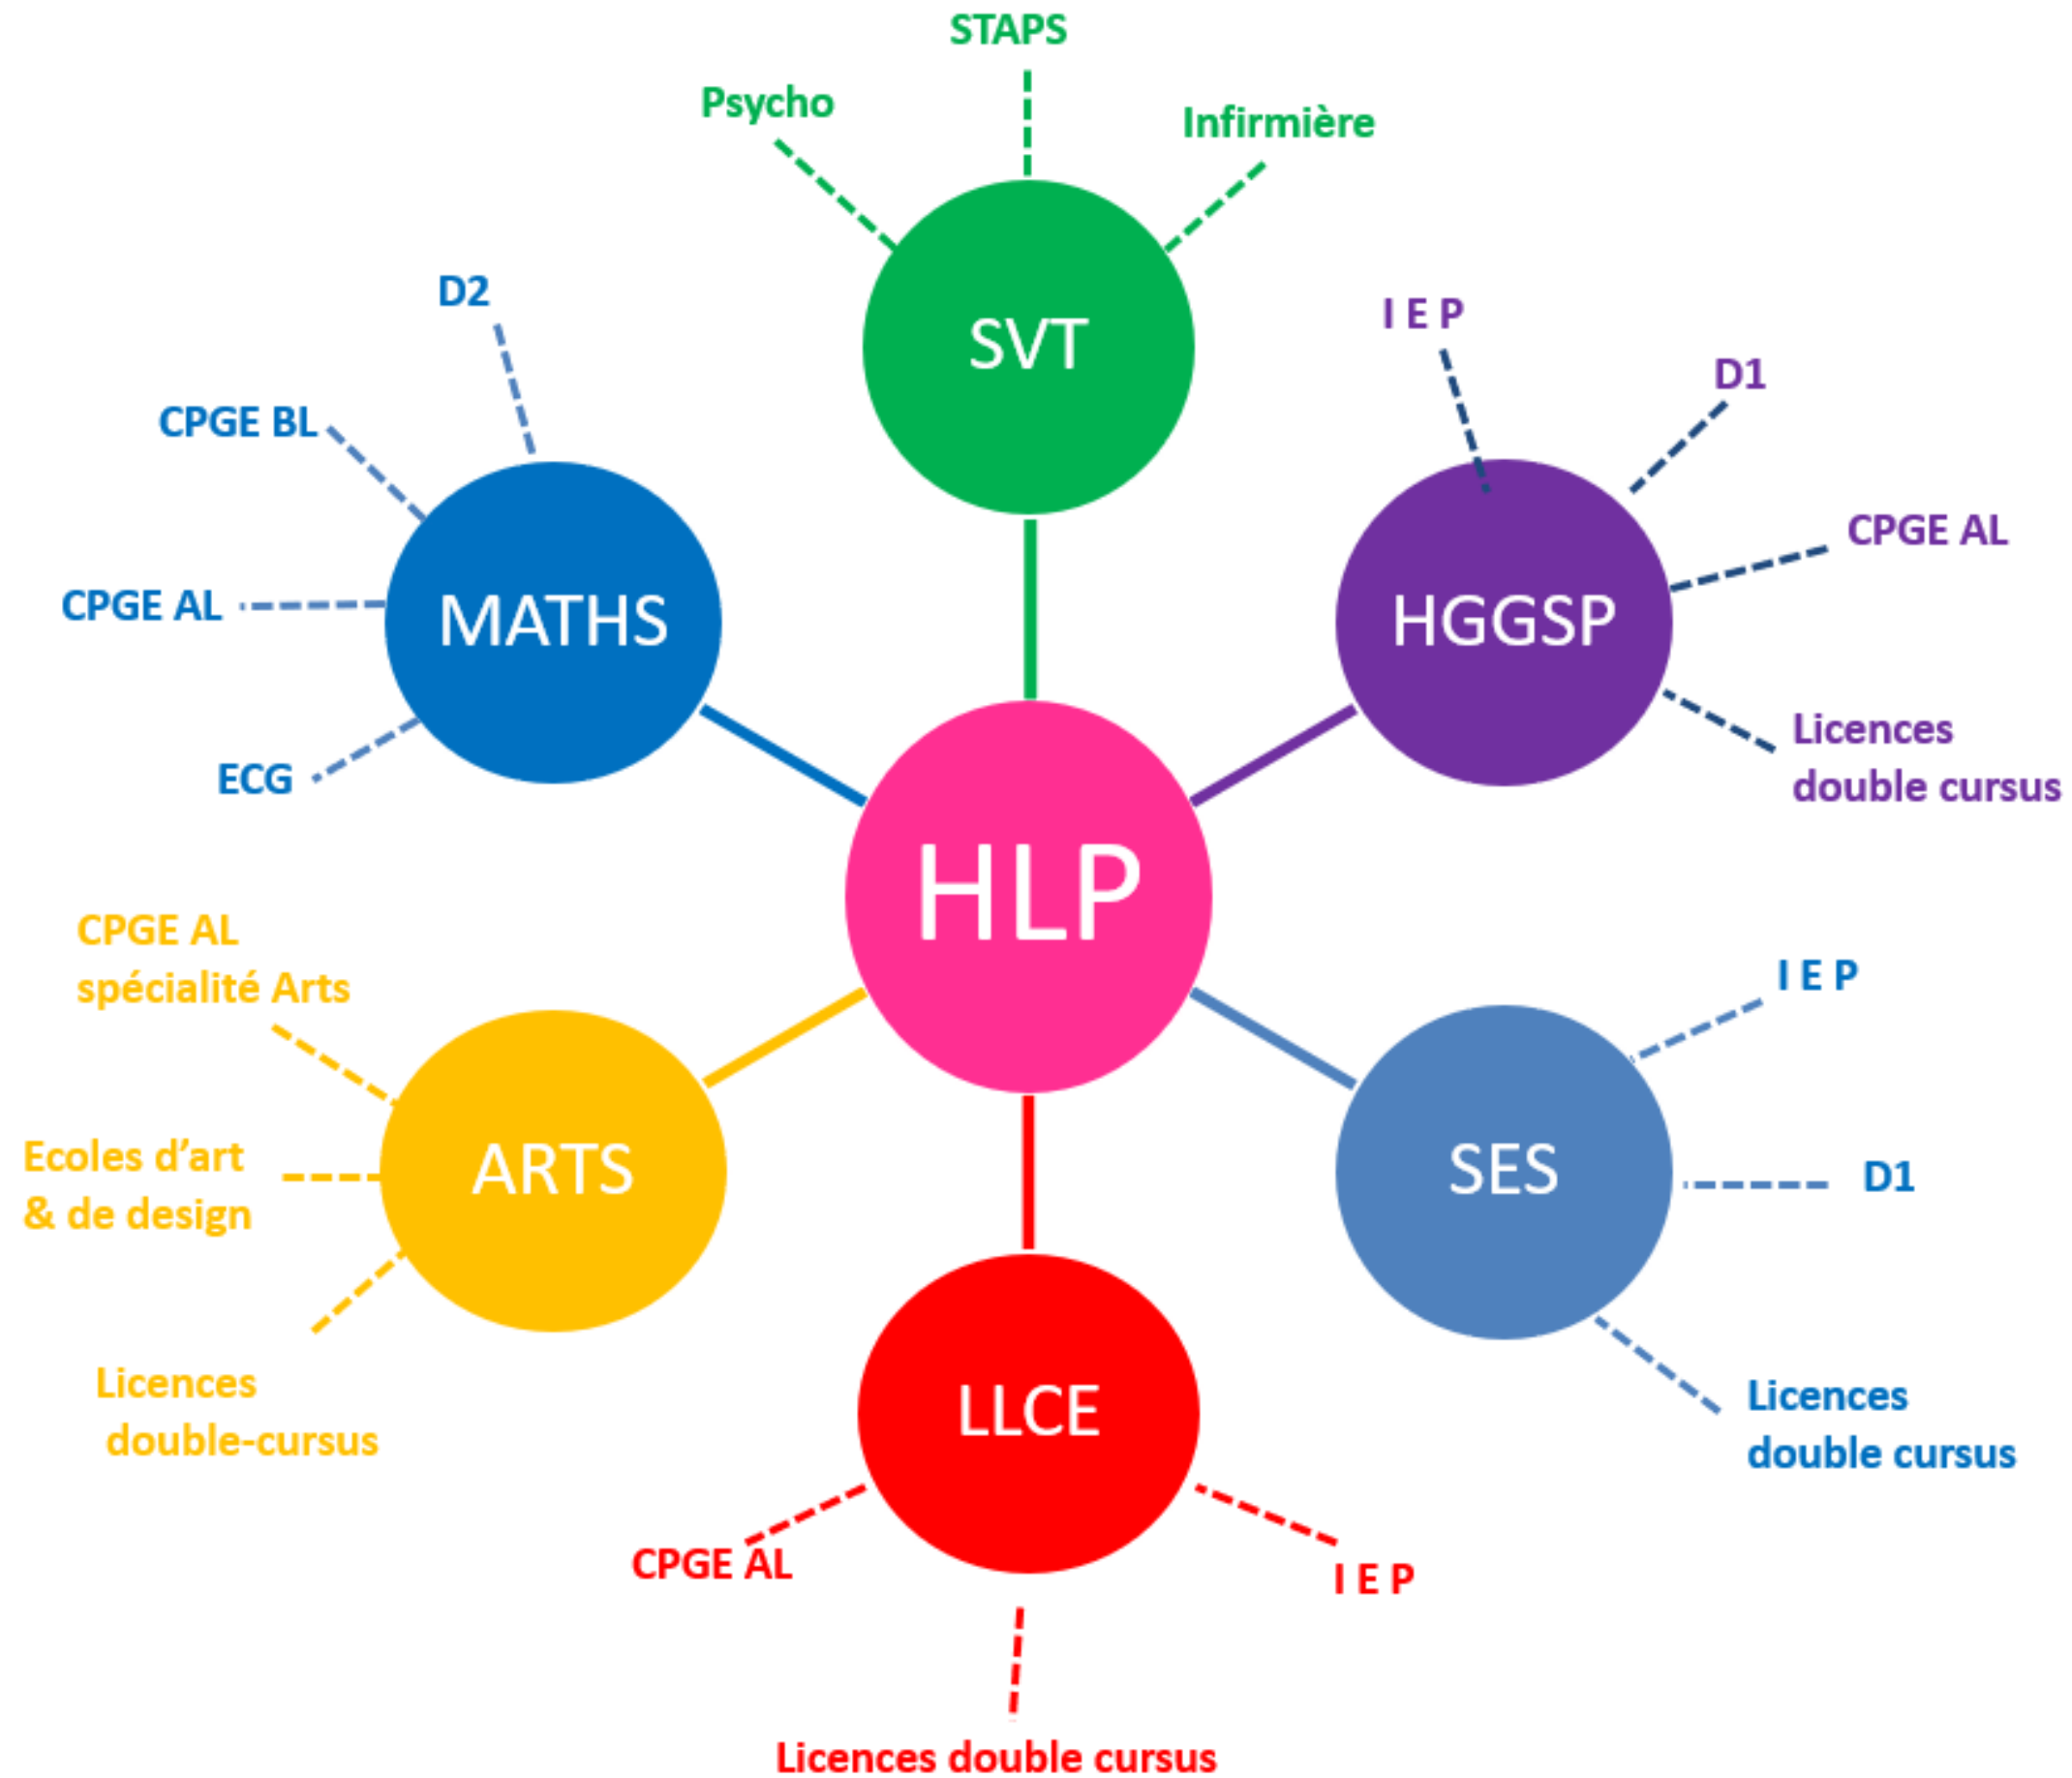 STAPS
Psycho
Infirmière
SVT
D2
CPGE BL
CPGE AL
ECG
MATHS
I E P
D1
CPGE AL
Licences
double cursus
HGGSP
HLP
CPGE AL
spécialité Arts
Ecoles d’art
& de design
Licences
double-cursus
ARTS
I E P
D1
Licences
double cursus
SES
LLCE
CPGE AL
I E P
Licences double cursus